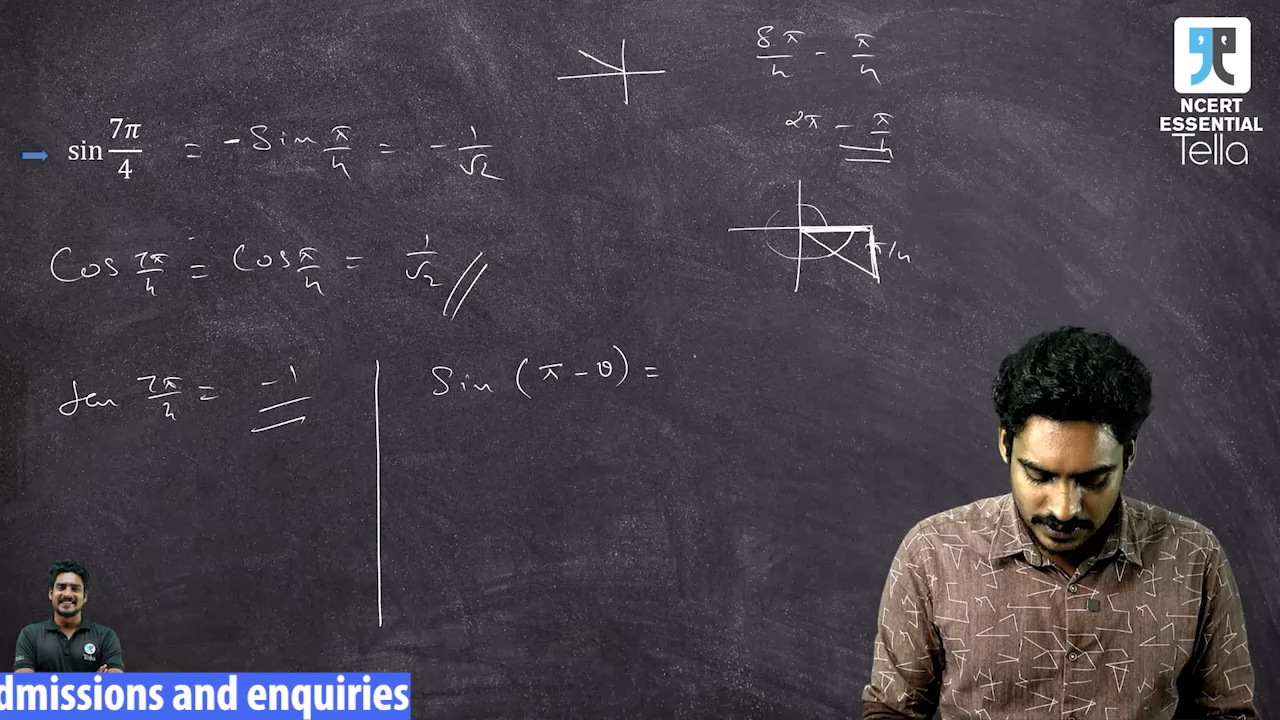 8π/4 - π/4
2π - π/4
sin 7π/4 = - Sin π/4 = - 1/√2
π/4
Cos 7π/4 = Cos π/4 = 1/√2
tan 7π/4 = -1
Sin (π - θ) =
NCERT
ESSENTIAL
Tella
dmissions and enquiries